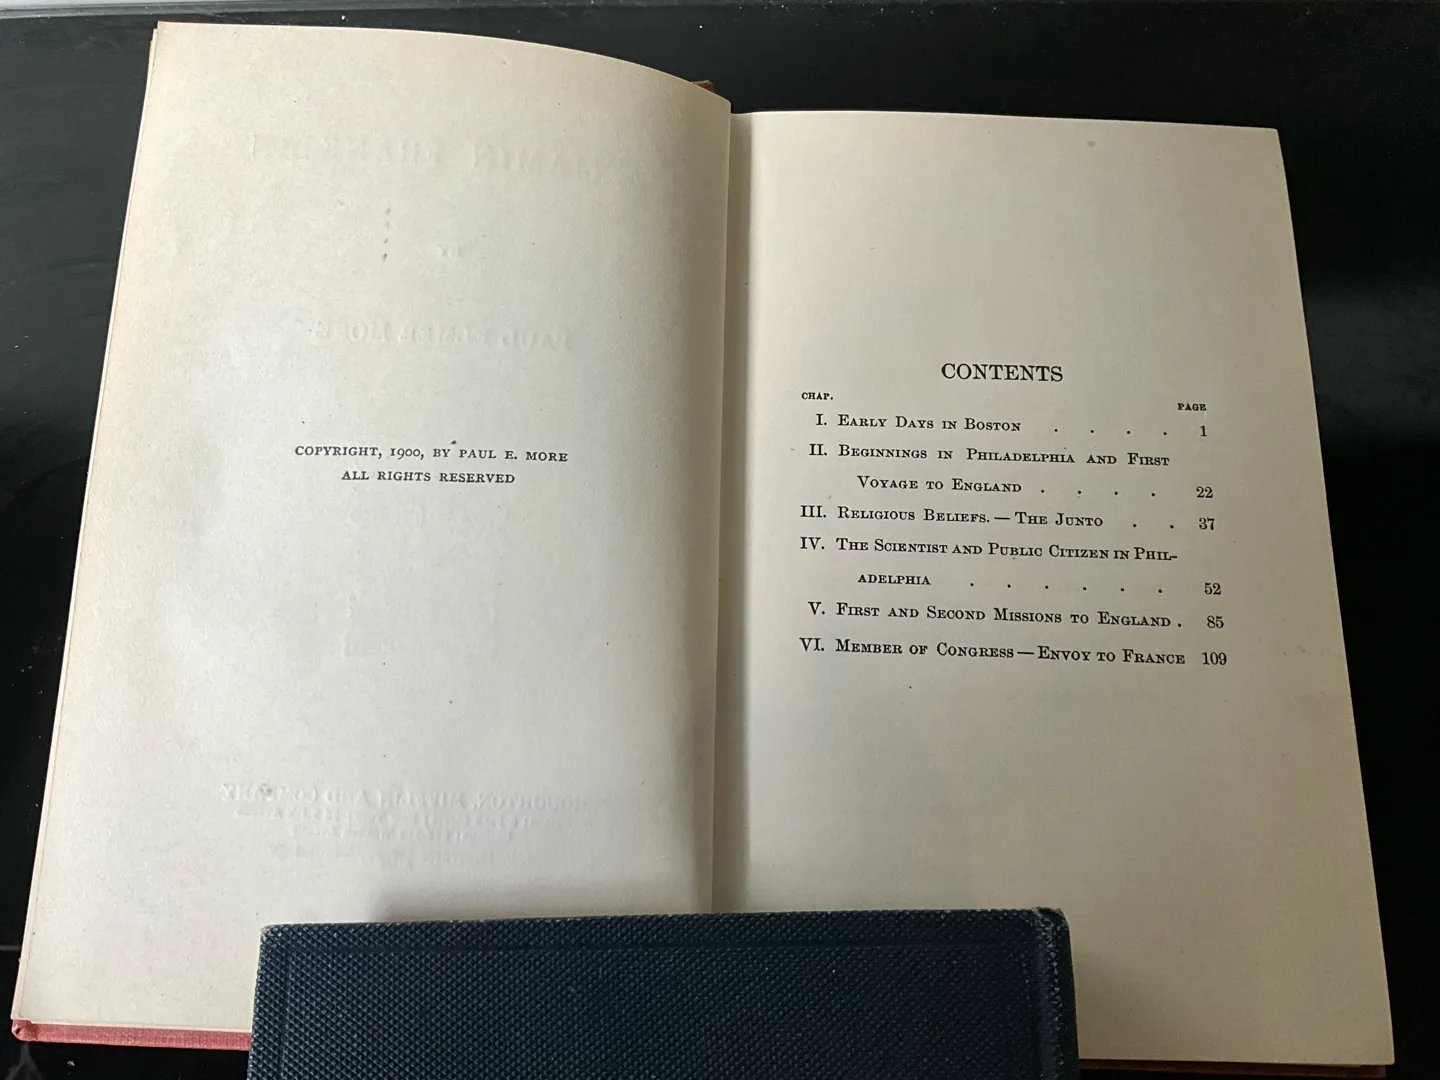 COPYRIGHT, 1900, BY PAUL E. MORE
ALL RIGHTS RESERVED
CONTENTS
CHAP. PAGE
I. EARLY DAYS IN BOSTON . . . . 1
II. BEGINNINGS IN PHILADELPHIA AND FIRST
VOYAGE TO ENGLAND . . . . 22
III. RELIGIOUS BELIEFS. — THE JUNTO . . 37
IV. THE SCIENTIST AND PUBLIC CITIZEN IN PHIL-
ADELPHIA . . . . . . 52
V. FIRST AND SECOND MISSIONS TO ENGLAND . 85
VI. MEMBER OF CONGRESS — ENVOY TO FRANCE 109